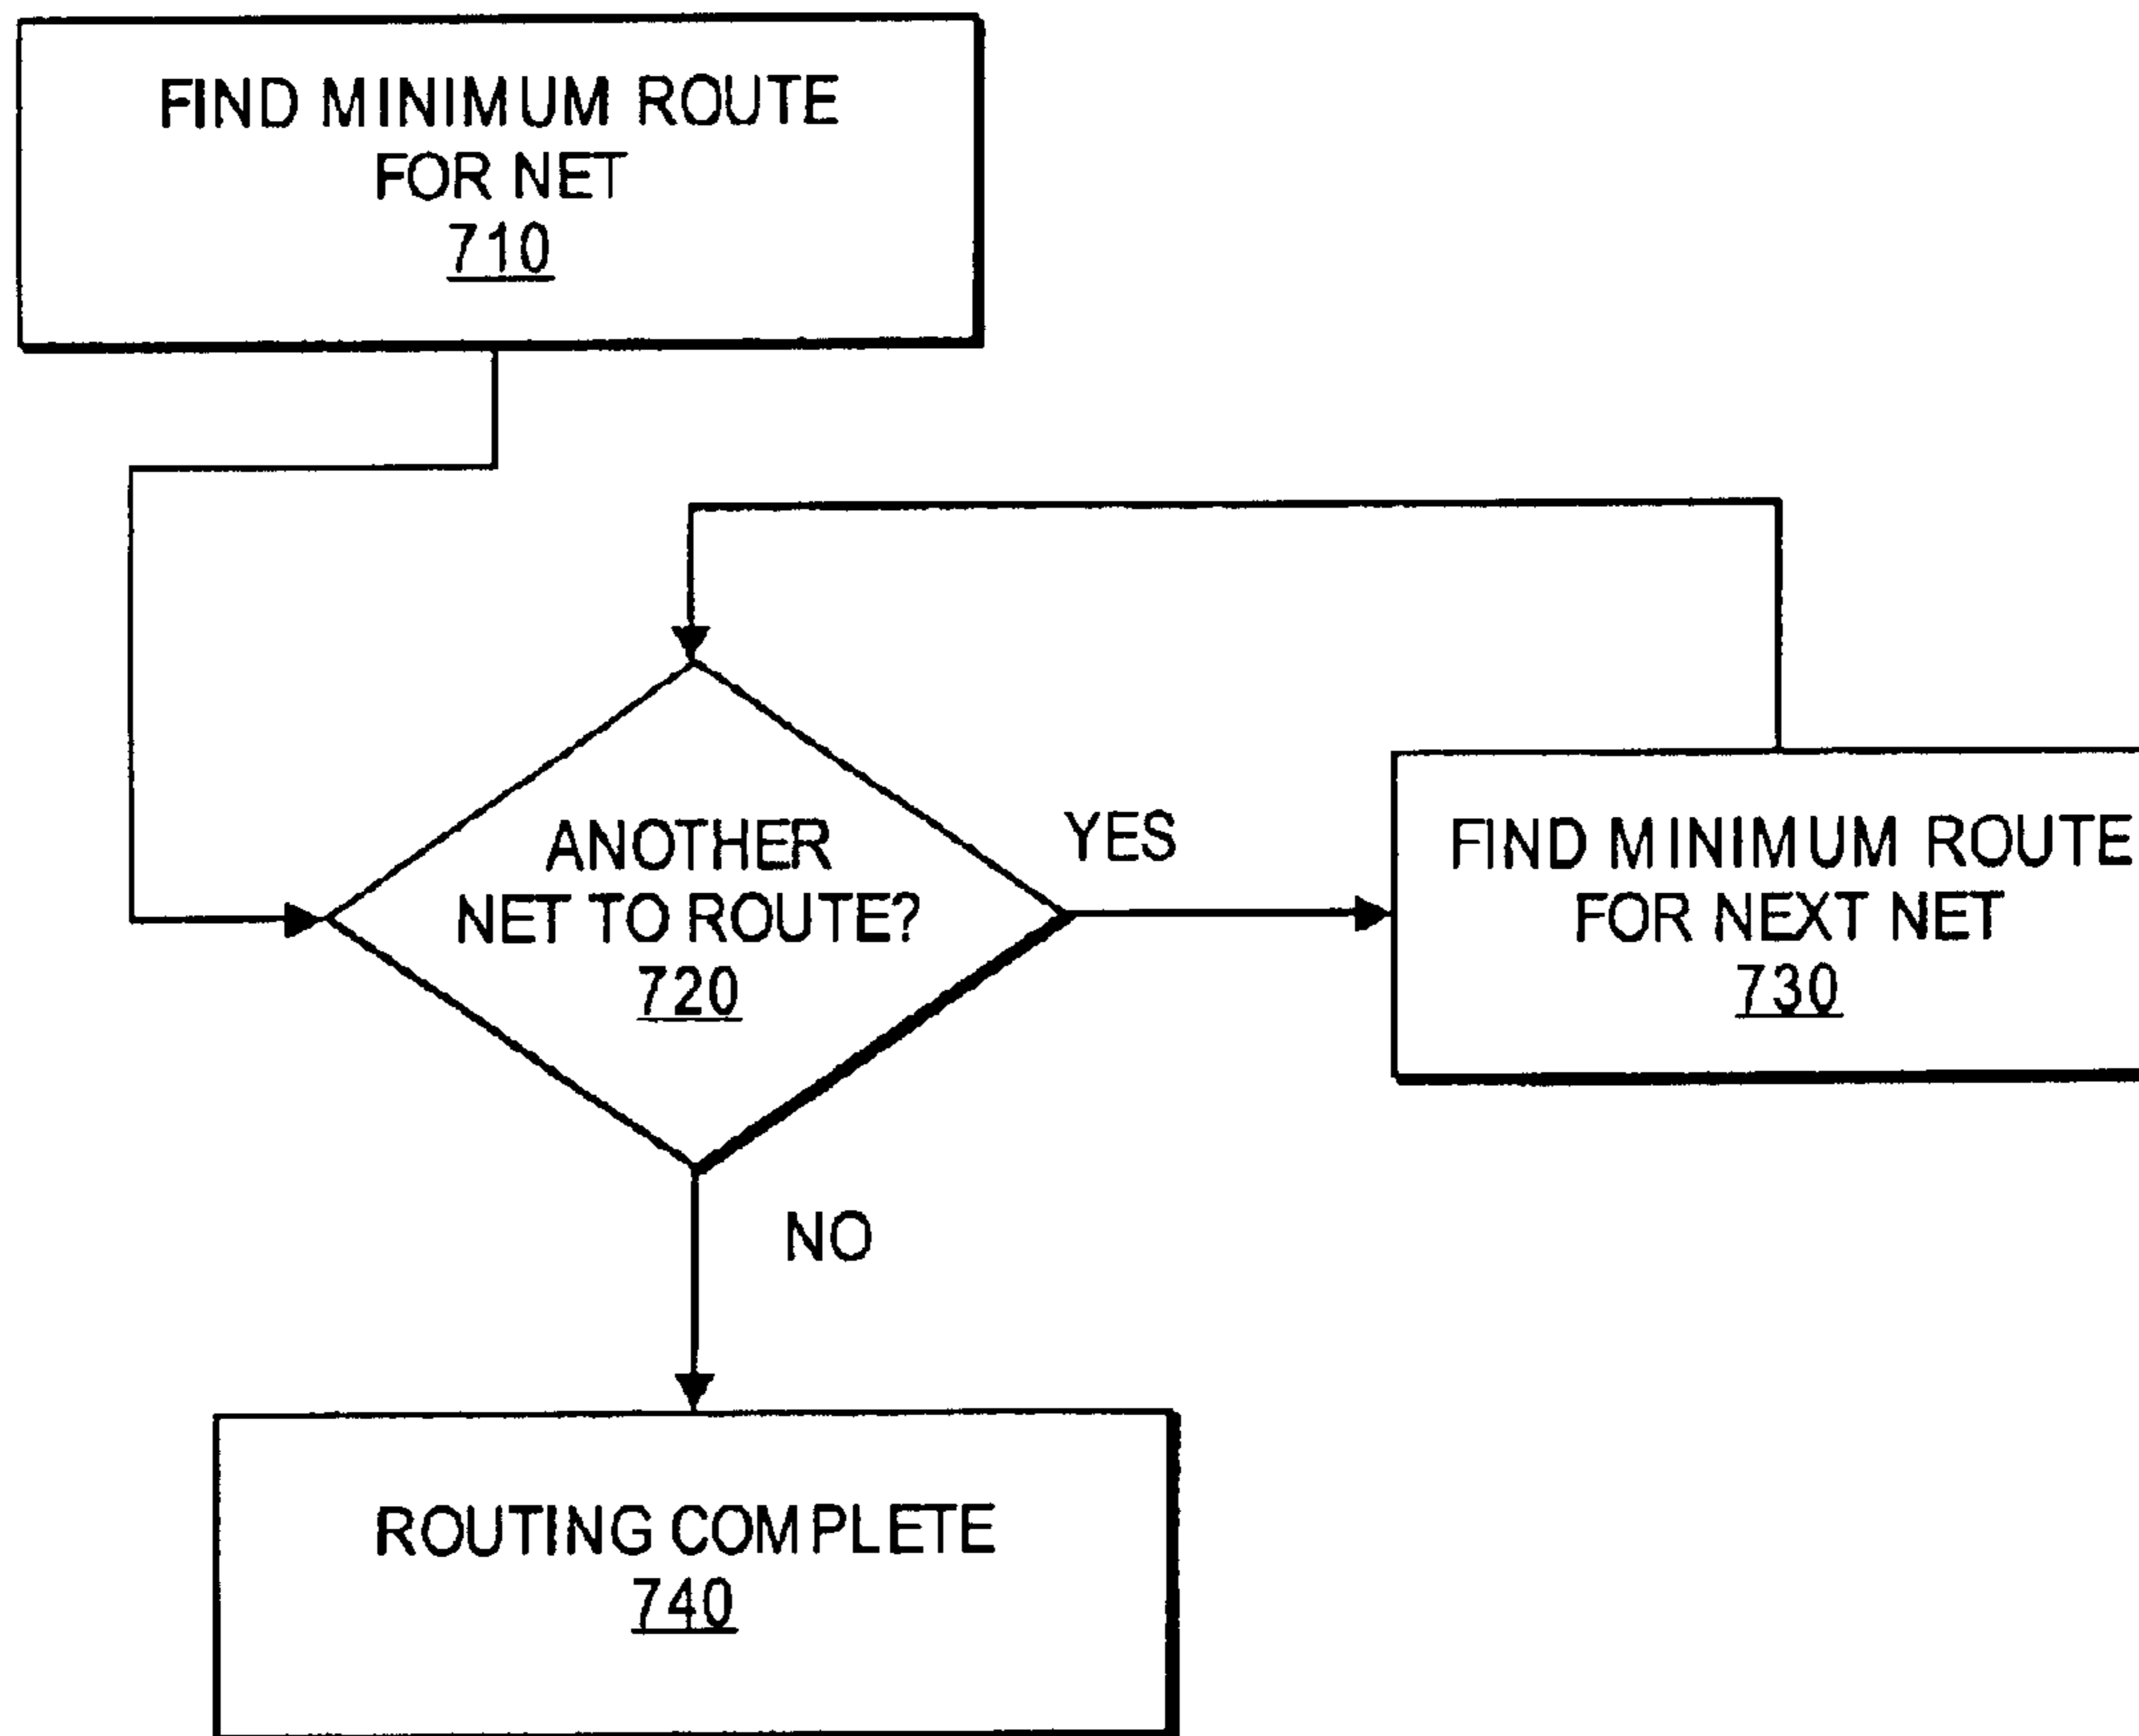 FIND MINIMUM ROUTE
FOR NET
710
ANOTHER
NET TO ROUTE?
720
YES
FIND MINIMUM ROUTE
FOR NEXT NET
730
NO
ROUTING COMPLETE
740